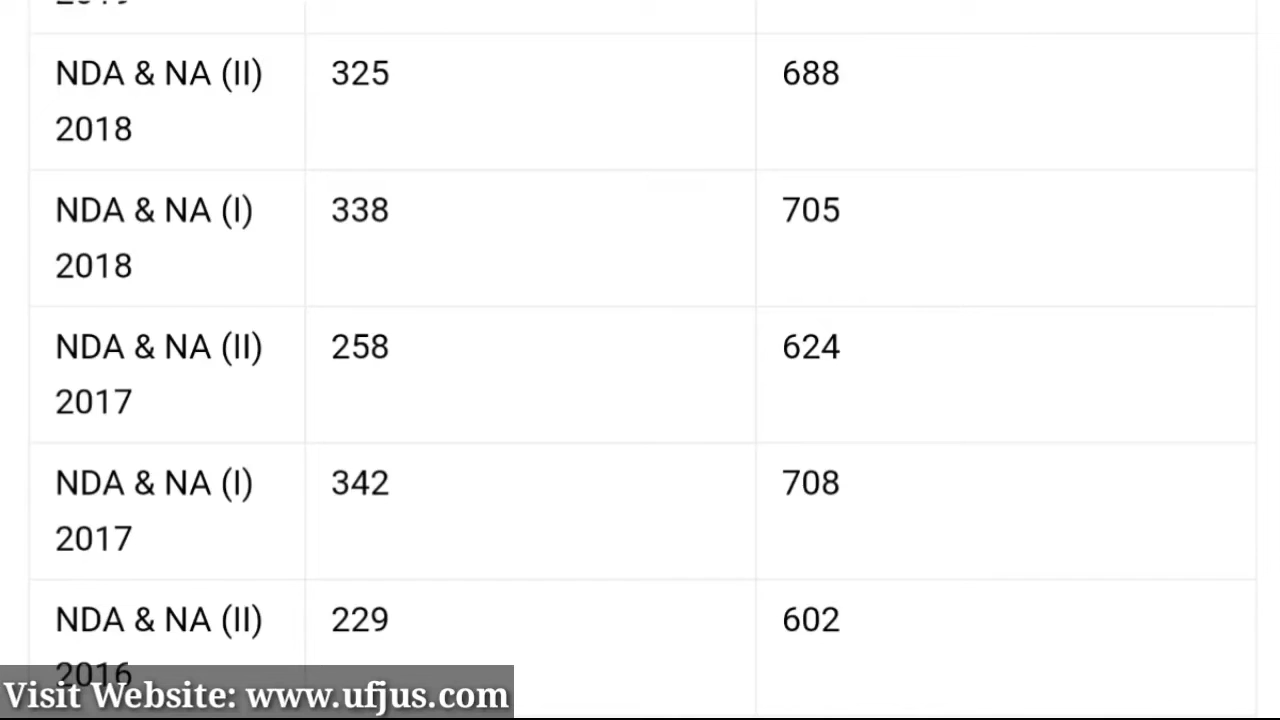 NDA & NA (II) 325 688
2018
NDA & NA (I) 338 705
2018
NDA & NA (II) 258 624
2017
NDA & NA (I) 342 708
2017
NDA & NA (II) 229 602
2016
Visit Website: www.ufjus.com